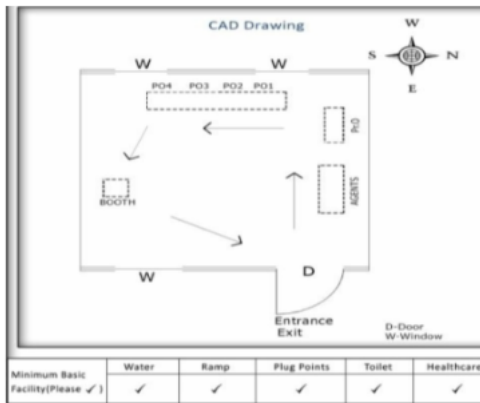 CAD Drawing
W
S
N
E
W
W
PO4 PO3 PO2 PO1
PrO
AGENTS
BOOTH
W
D
Entrance
Exit
D-Door
W-Window
Minimum Basic
Facility(Please ✓)
Water
Ramp
Plug Points
Toilet
Healthcare
✓ ✓ ✓ ✓ ✓